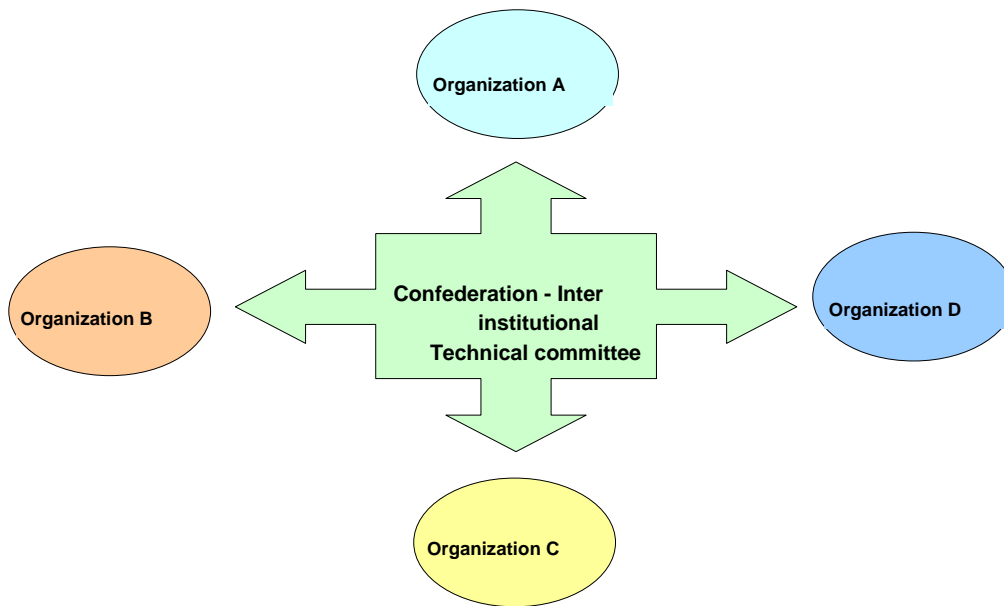 Organization A
Confederation - Inter
institutional
Technical committee
Organization B
Organization D
Organization C